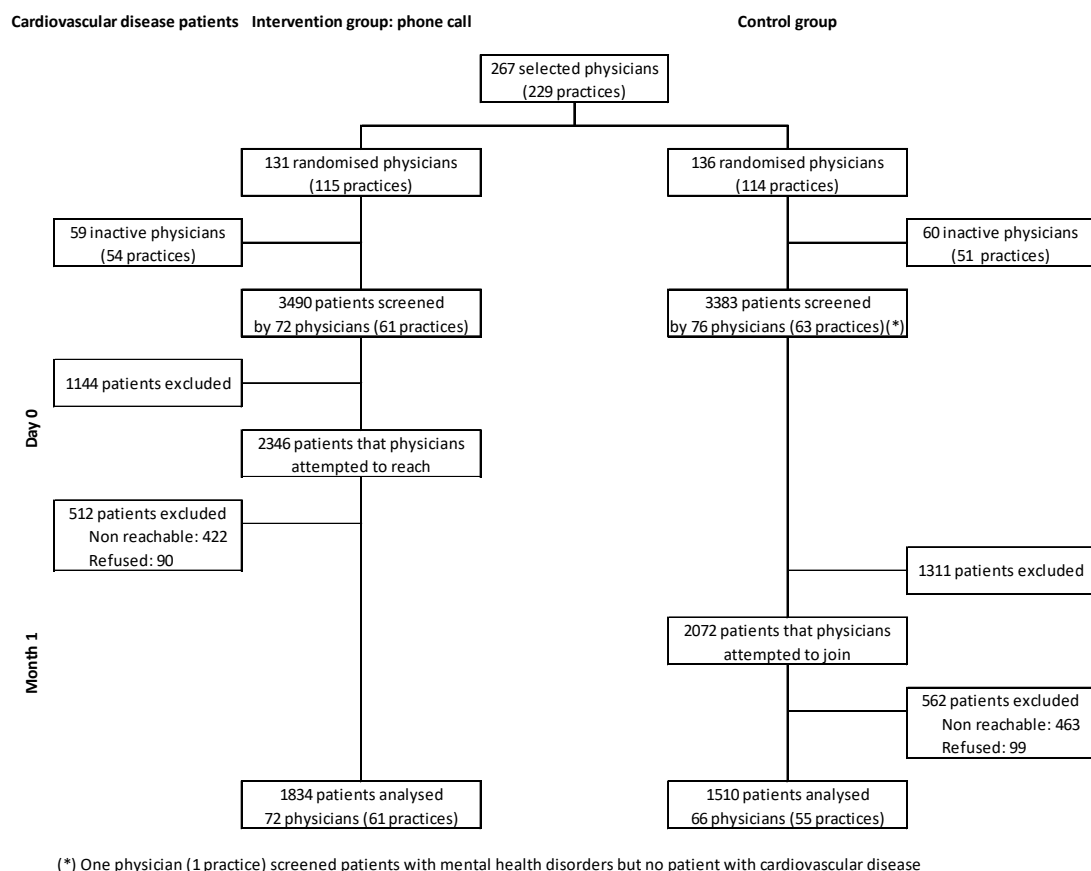 Cardiovascular disease patients
Intervention group: phone call
Control group
267 selected physicians
(229 practices)
131 randomised physicians
(115 practices)
136 randomised physicians
(114 practices)
59 inactive physicians
(54 practices)
60 inactive physicians
(51 practices)
3490 patients screened
by 72 physicians (61 practices)
3383 patients screened
by 76 physicians (63 practices)(*)
1144 patients excluded
Day 0
2346 patients that physicians
attempted to reach
512 patients excluded
Non reachable: 422
Refused: 90
1311 patients excluded
Month 1
2072 patients that physicians
attempted to join
562 patients excluded
Non reachable: 463
Refused: 99
1834 patients analysed
72 physicians (61 practices)
1510 patients analysed
66 physicians (55 practices)
(*) One physician (1 practice) screened patients with mental health disorders but no patient with cardiovascular disease